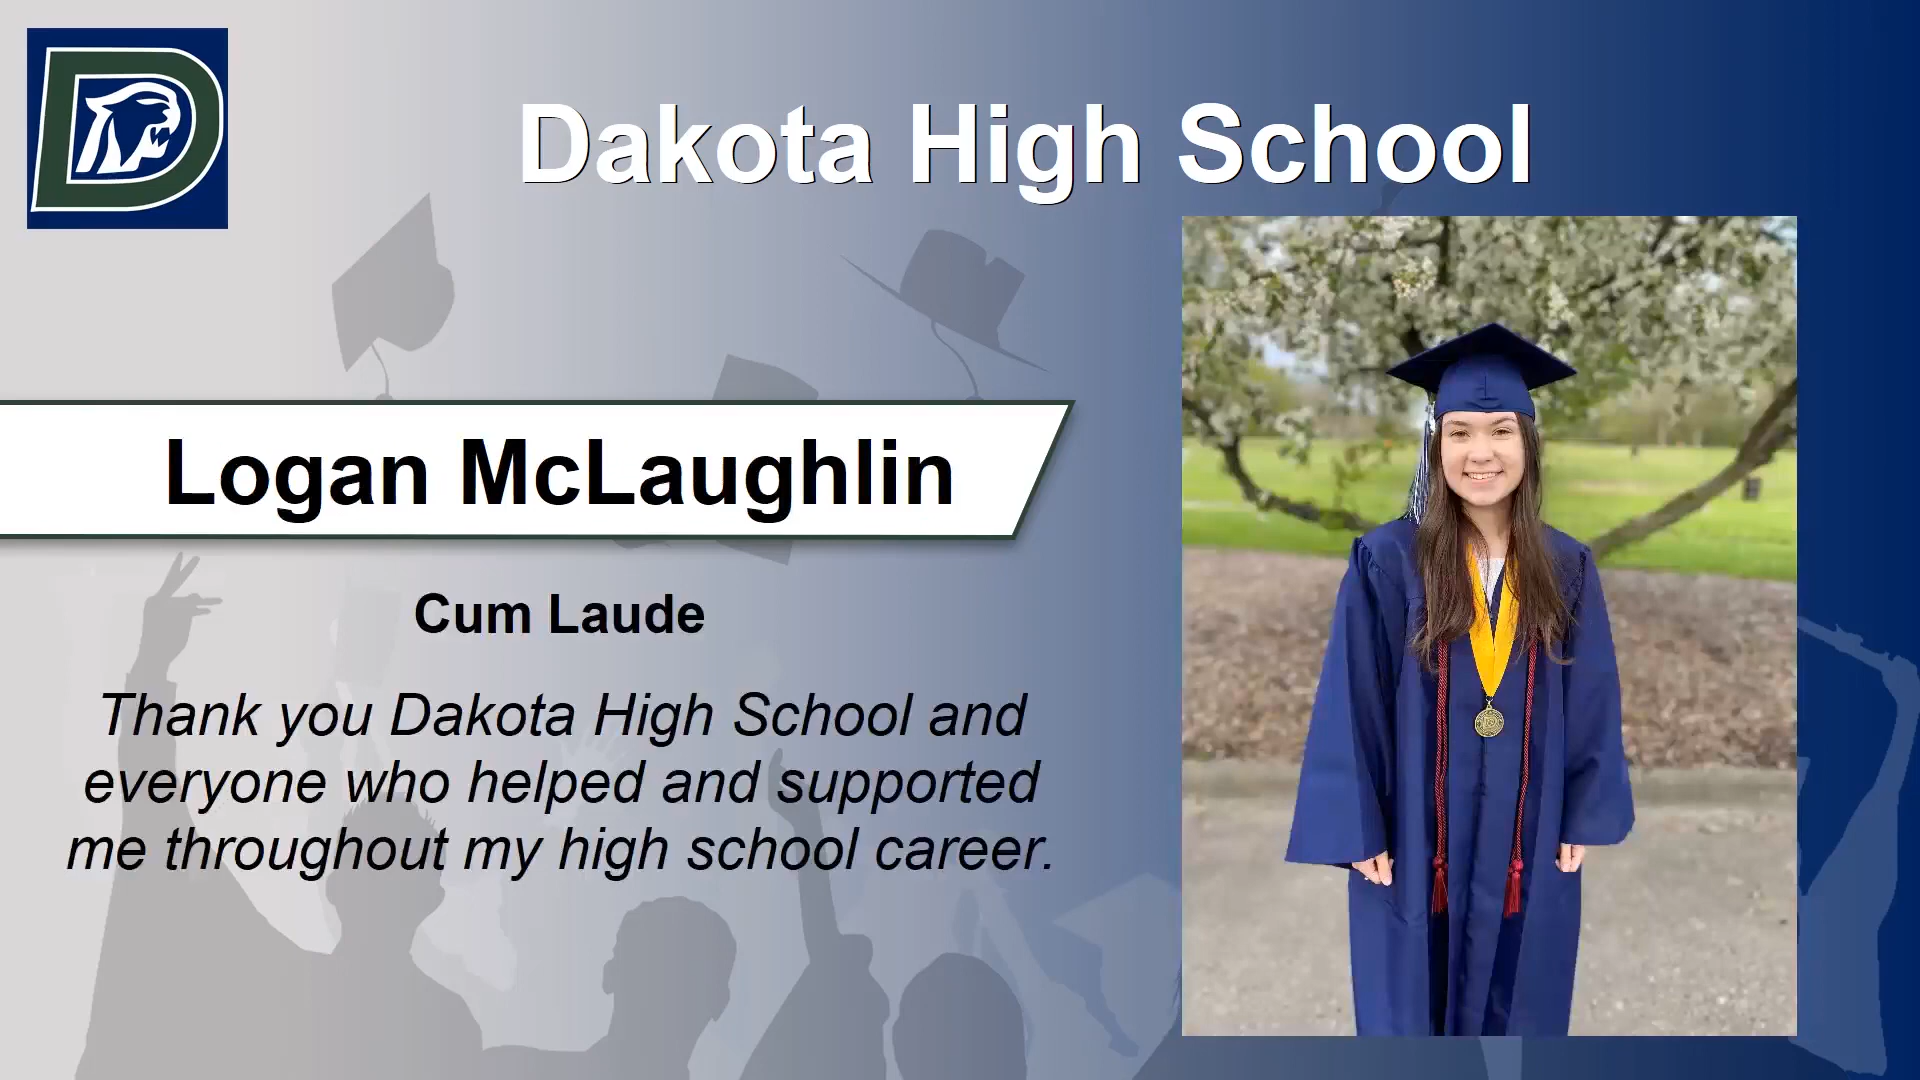 D
Dakota High School
Logan McLaughlin
Cum Laude
Thank you Dakota High School and
everyone who helped and supported
me throughout my high school career.